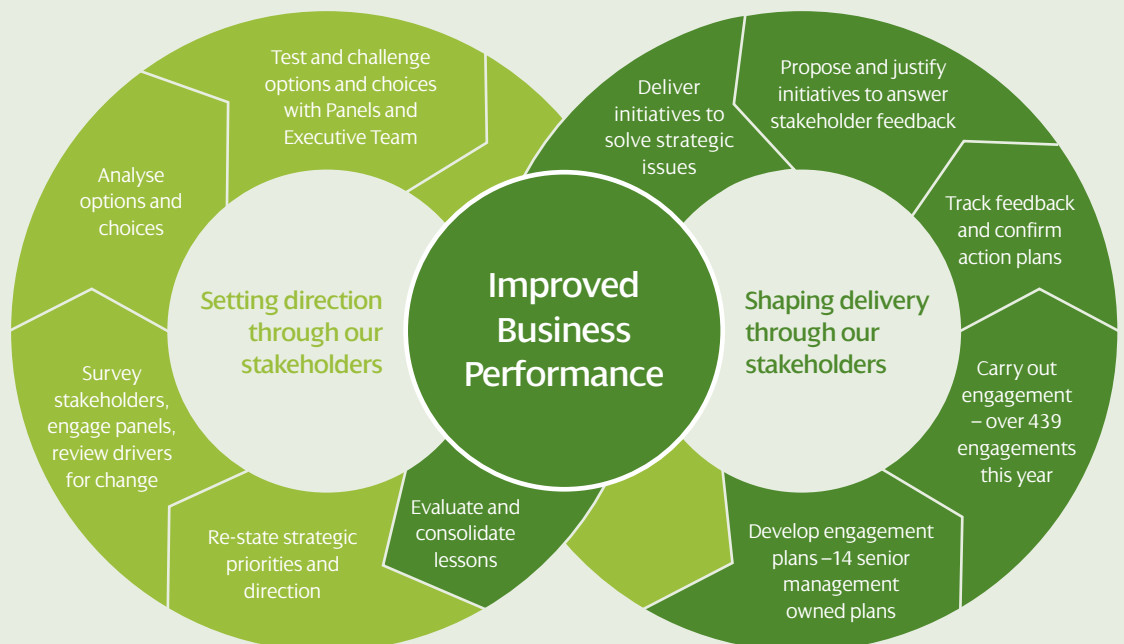 Test and challenge
options and choices
with Panels and
Executive Team
Analyse
options and
choices
Survey
stakeholders,
engage panels,
review drivers
for change
Re-state strategic
priorities and
direction
Evaluate and
consolidate
lessons
Setting direction
through our
stakeholders
Improved
Business
Performance
Shaping delivery
through our
stakeholders
Deliver
initiatives to
solve strategic
issues
Propose and justify
initiatives to answer
stakeholder feedback
Track feedback
and confirm
action plans
Carry out
engagement
– over 439
engagements
this year
Develop engagement
plans –14 senior
management
owned plans